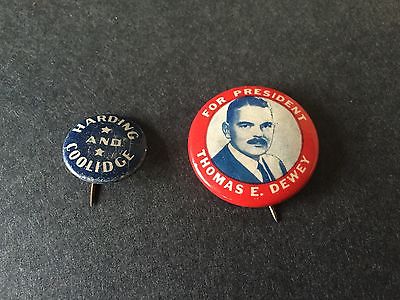 HARDING
AND
COOLIDGE
FOR PRESIDENT
THOMAS E. DEWEY